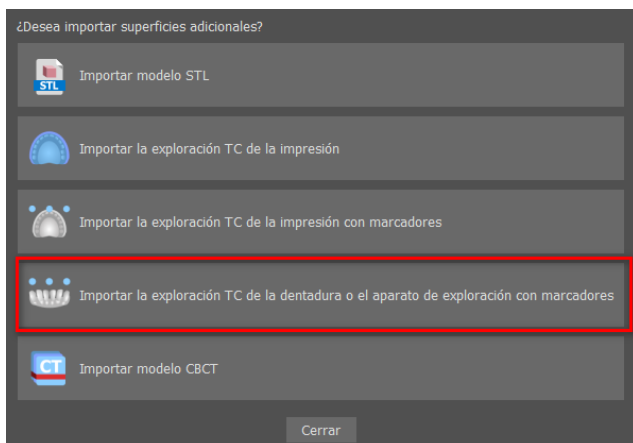 ¿Desea importar superficies adicionales?
STL
Importar modelo STL
Importar la exploración TC de la impresión
Importar la exploración TC de la impresión con marcadores
Importar la exploración TC de la dentadura o el aparato de exploración con marcadores
CT
Importar modelo CBCT
Cerrar